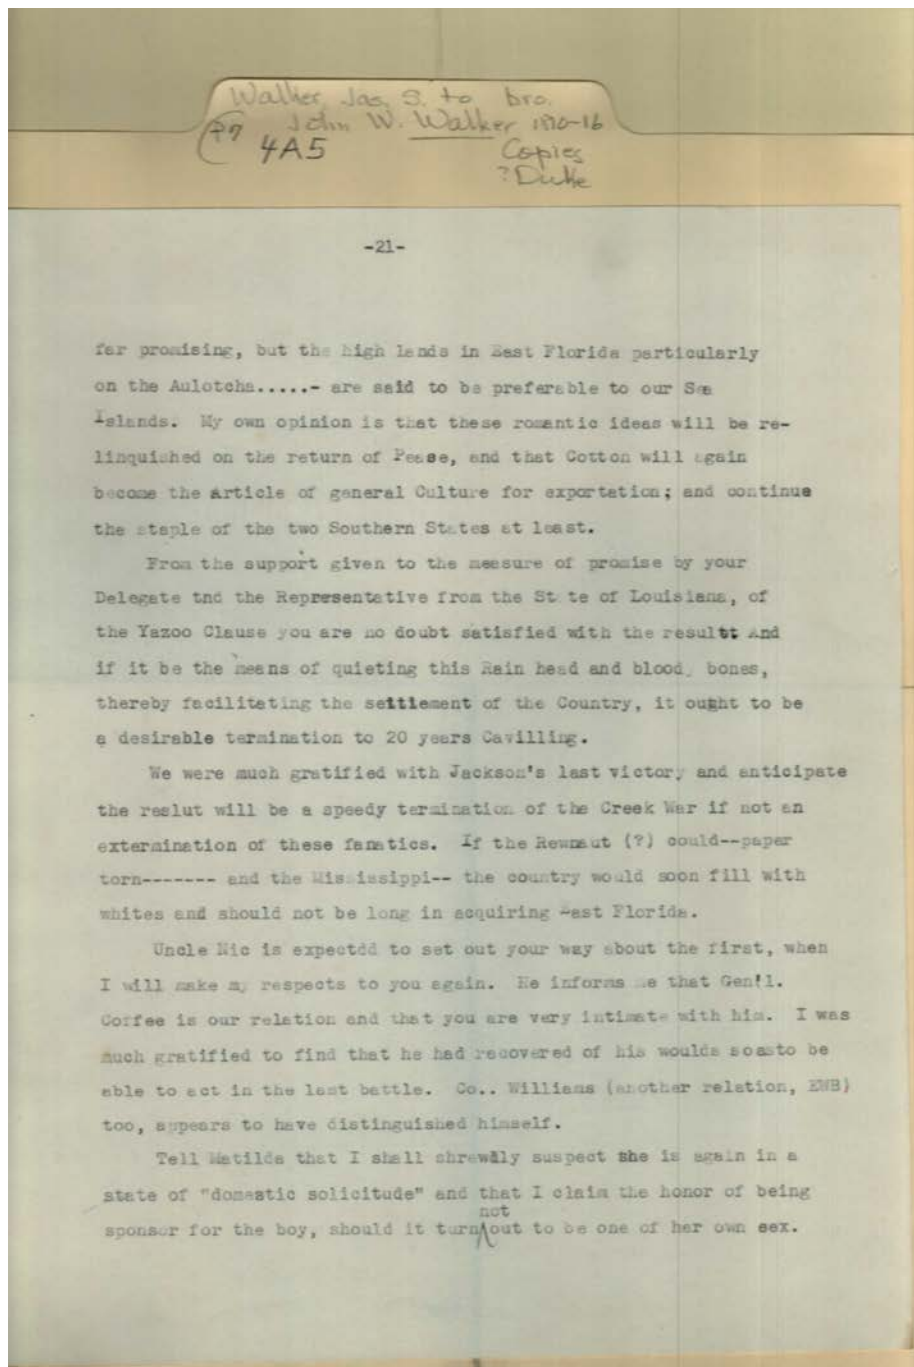 Walker, Jas. S. to bro.
John W. Walker 1810-16
P7
4A5
Copies
? Duke
-21-
far promising, but the high lands in East Florida particularly
on the Aulotcha.....- are said to be preferable to our Sea
Islands. My own opinion is that these romantic ideas will be re-
linquished on the return of Pease, and that Cotton will again
become the Article of general Culture for exportation; and continue
the staple of the two Southern States at least.
From the support given to the measure of promise by your
Delegate tnd the Representative from the St te of Louisiana, of
the Yazoo Clause you are no doubt satisfied with the resultt And
if it be the means of quieting this Rain head and blood, bones,
thereby facilitating the settlement of the Country, it ought to be
a desirable termination to 20 years Cavilling.
We were much gratified with Jackson's last victory and anticipate
the reslut will be a speedy termination of the Creek War if not an
extermination of these fanatics. If the Rewnaut (?) could--paper
torn------- and the Mississippi-- the country would soon fill with
whites and should not be long in acquiring East Florida.
Uncle Nic is expected to set out your way about the first, when
I will make my respects to you again. He informs me that Gen'l.
Coffee is our relation and that you are very intimate with him. I was
much gratified to find that he had recovered of his woulds soasto be
able to act in the last battle. Co.. Williams (another relation, EWB)
too, appears to have distinguished himself.
Tell Matilda that I shall shrewdly suspect she is again in a
state of "domestic solicitude" and that I claim the honor of being
sponsor for the boy, should it turn not out to be one of her own sex.